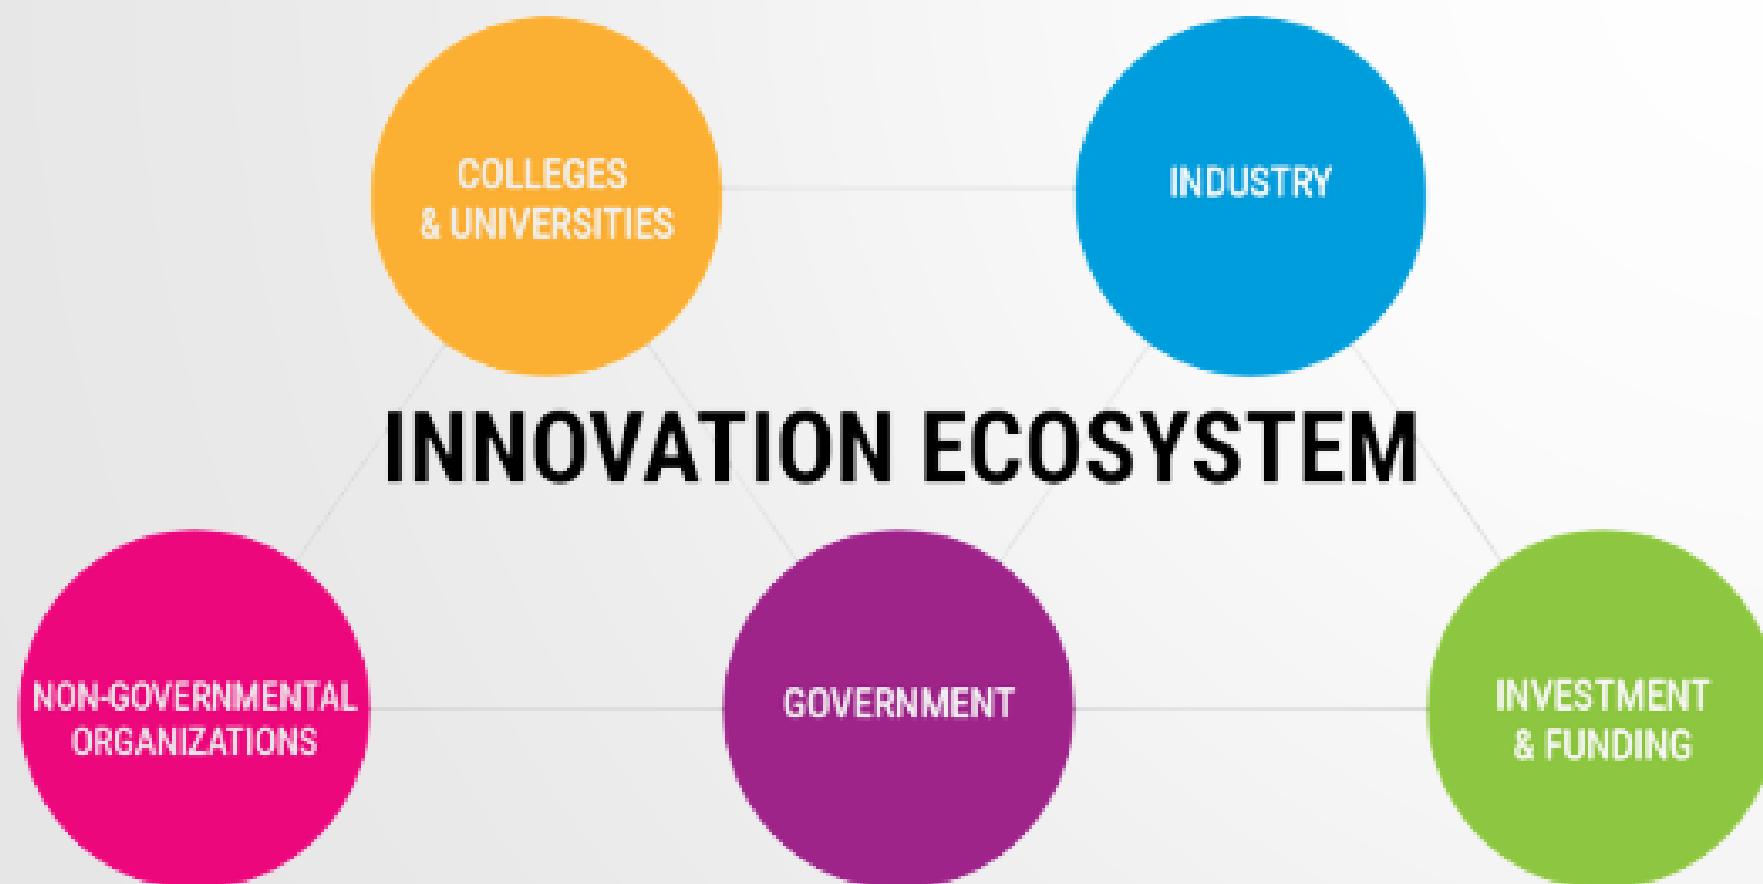 COLLEGES
& UNIVERSITIES
INDUSTRY
INNOVATION ECOSYSTEM
NON-GOVERNMENTAL
ORGANIZATIONS
GOVERNMENT
INVESTMENT
& FUNDING